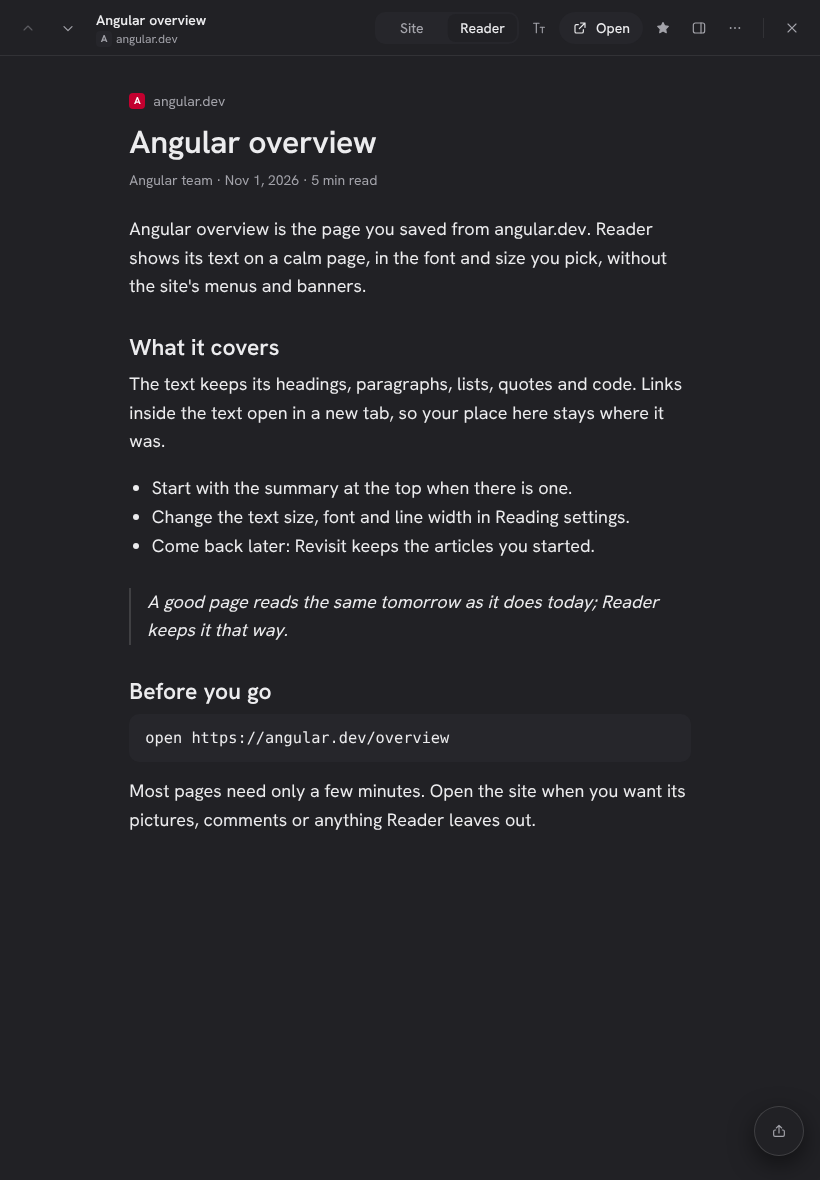 Angular overview
A angular.dev
Site
Reader
Tт
Open
A angular.dev
Angular overview
Angular team · Nov 1, 2026 · 5 min read
Angular overview is the page you saved from angular.dev. Reader
shows its text on a calm page, in the font and size you pick, without
the site's menus and banners.
What it covers
The text keeps its headings, paragraphs, lists, quotes and code. Links
inside the text open in a new tab, so your place here stays where it
was.
• Start with the summary at the top when there is one.
• Change the text size, font and line width in Reading settings.
• Come back later: Revisit keeps the articles you started.
A good page reads the same tomorrow as it does today; Reader
keeps it that way.
Before you go
open https://angular.dev/overview
Most pages need only a few minutes. Open the site when you want its
pictures, comments or anything Reader leaves out.